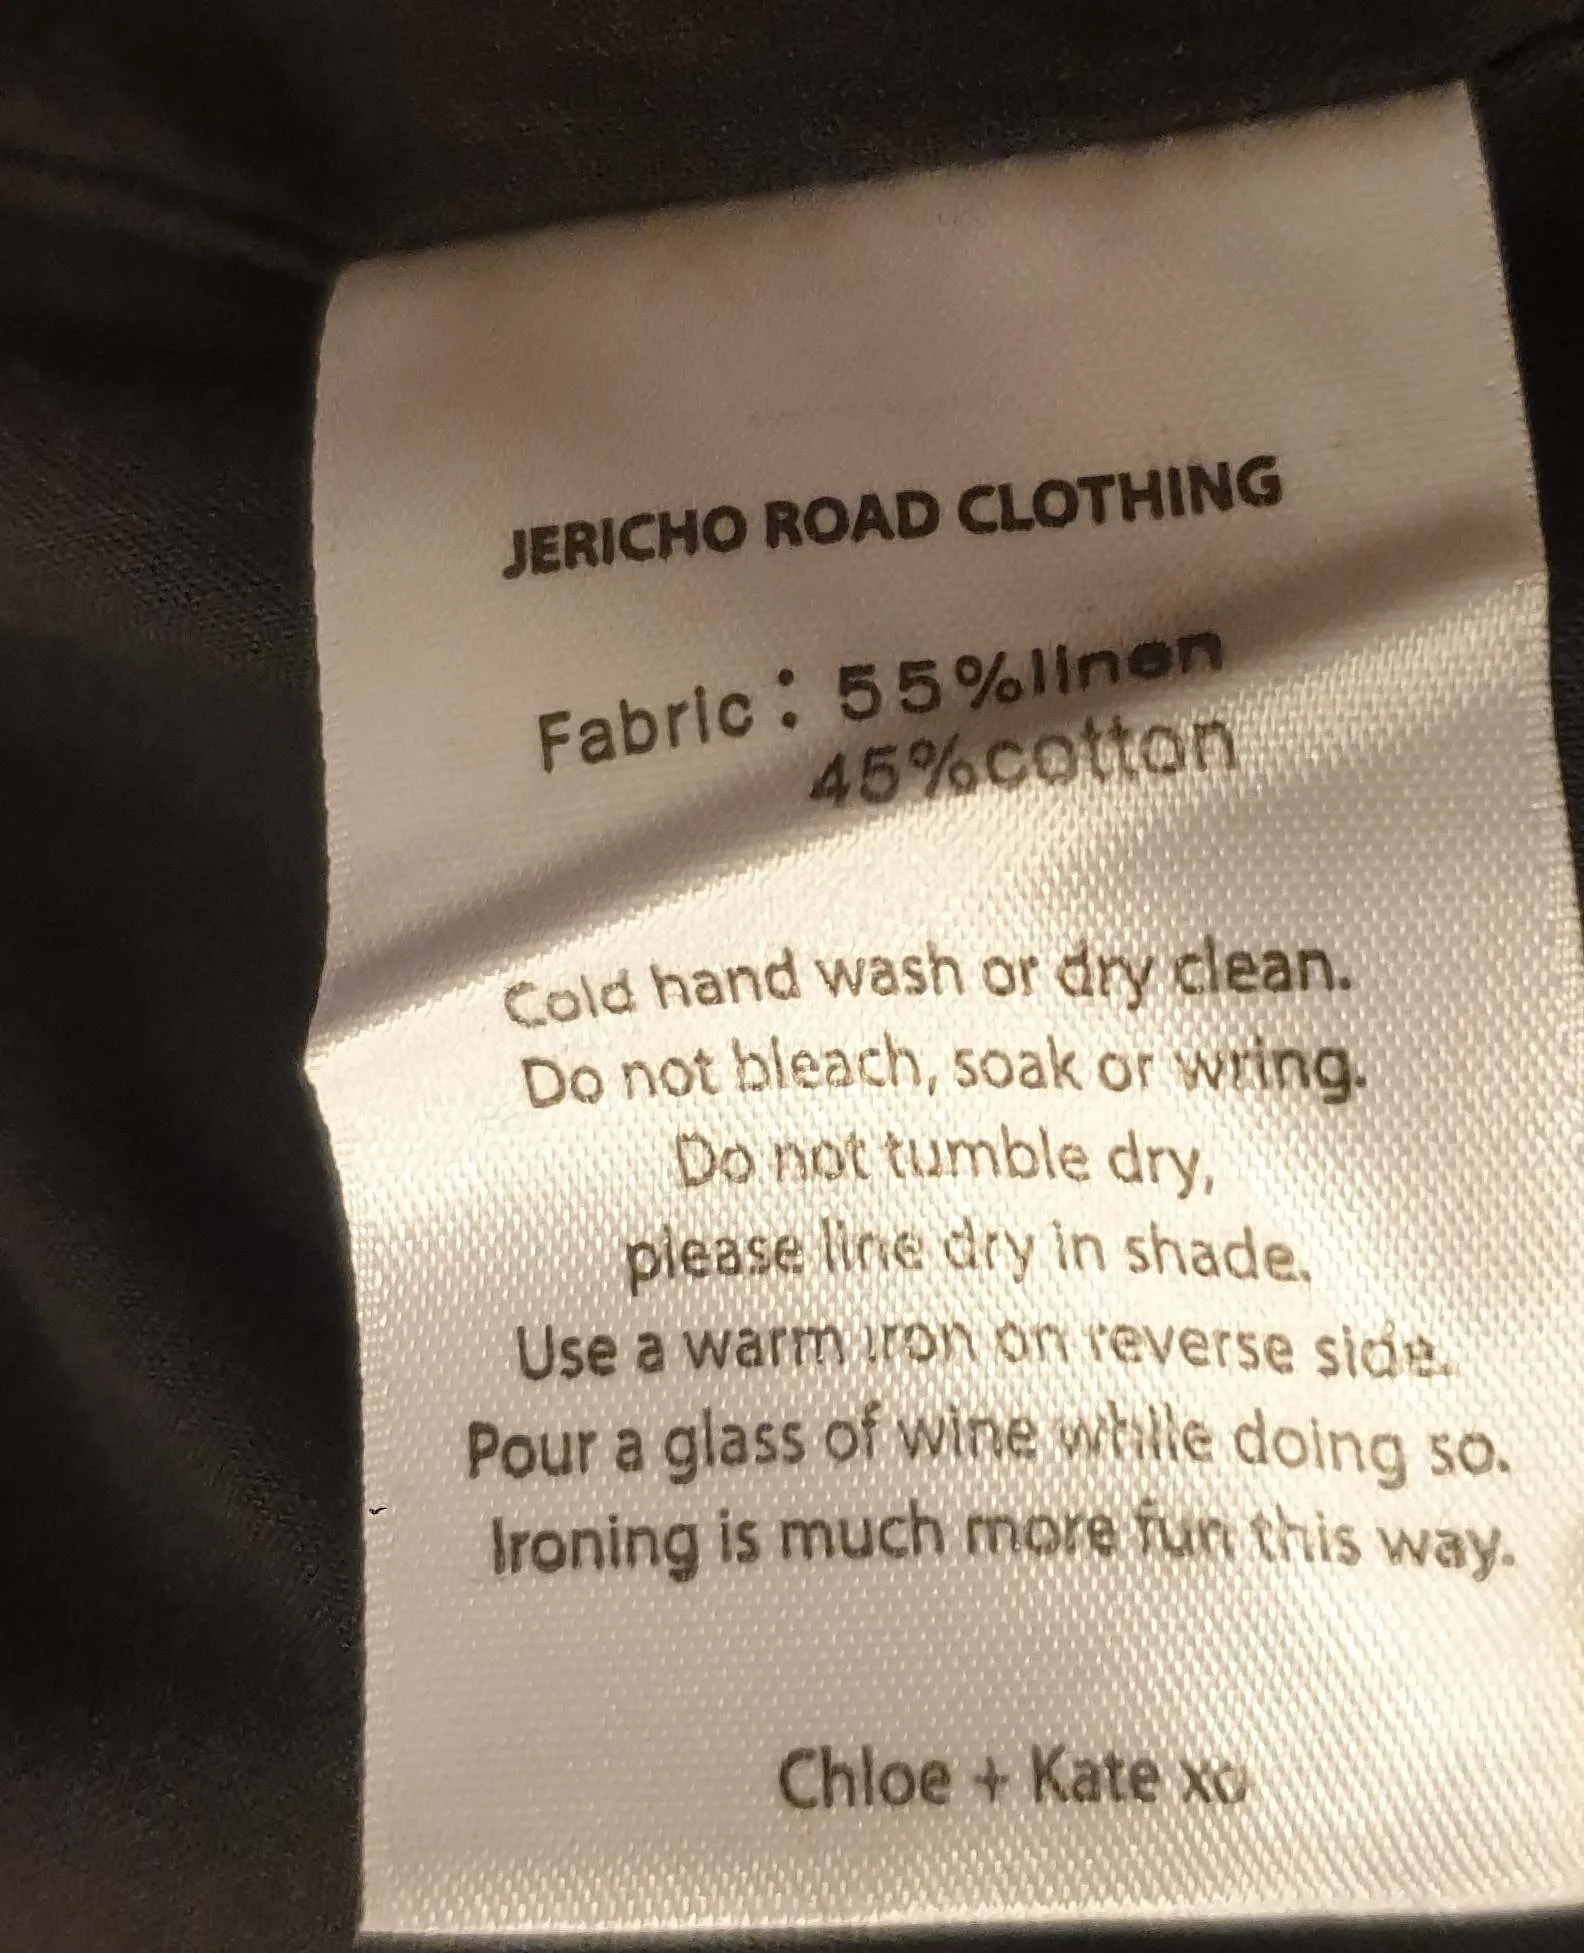 JERICHO ROAD CLOTHING
Fabric: 55%linen
45%cotton
Cold hand wash or dry clean.
Do not bleach, soak or wring.
Do not tumble dry,
please line dry in shade.
Use a warm iron on reverse side.
Pour a glass of wine while doing so.
Ironing is much more fun this way.
Chloe + Kate xo